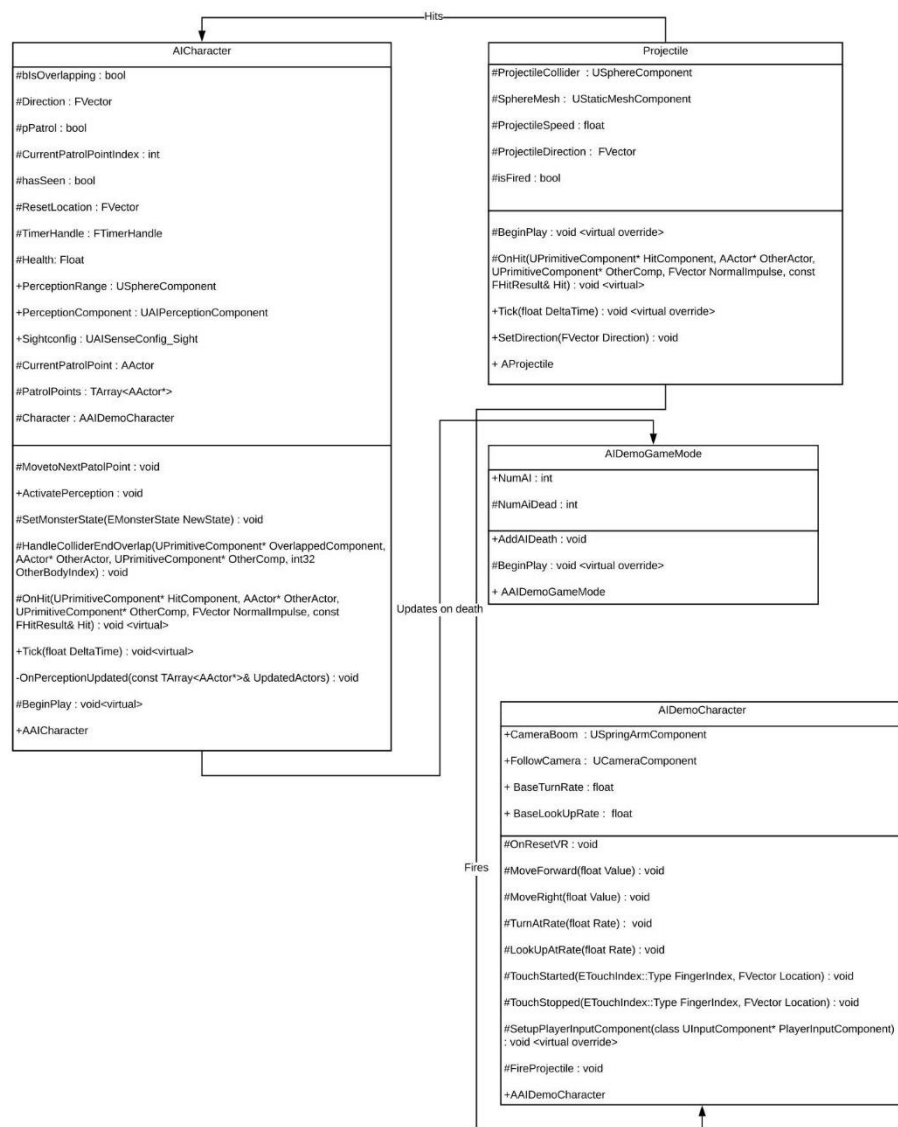 Hits
AICharacter
#bIsOverlapping : bool
#Direction : FVector
#pPatrol : bool
#CurrentPatrolPointIndex : int
#hasSeen : bool
#ResetLocation : FVector
#TimerHandle : FTimerHandle
#Health: Float
+PerceptionRange : USphereComponent
+PerceptionComponent : UAIPerceptionComponent
+Sightconfig : UAISenseConfig_Sight
#CurrentPatrolPoint : AActor
#PatrolPoints : TArray<AActor*>
#Character : AAIDemoCharacter
#MovetoNextPatolPoint : void
+ActivatePerception : void
#SetMonsterState(EMonsterState NewState) : void
#HandleColliderEndOverlap(UPrimitiveComponent* OverlappedComponent,
AActor* OtherActor, UPrimitiveComponent* OtherComp, int32
OtherBodyIndex) : void
#OnHit(UPrimitiveComponent* HitComponent, AActor* OtherActor,
UPrimitiveComponent* OtherComp, FVector NormalImpulse, const
FHitResult& Hit) : void <virtual>
+Tick(float DeltaTime) : void<virtual>
-OnPerceptionUpdated(const TArray<AActor*>& UpdatedActors) : void
#BeginPlay : void<virtual>
+AAICharacter
Projectile
#ProjectileCollider : USphereComponent
#SphereMesh : UStaticMeshComponent
#ProjectileSpeed : float
#ProjectileDirection : FVector
#isFired : bool
#BeginPlay : void <virtual override>
#OnHit(UPrimitiveComponent* HitComponent, AActor* OtherActor,
UPrimitiveComponent* OtherComp, FVector NormalImpulse, const
FHitResult& Hit) : void <virtual>
+Tick(float DeltaTime) : void <virtual override>
+SetDirection(FVector Direction) : void
+ AProjectile
Updates on death
AIDemoGameMode
+NumAI : int
#NumAiDead : int
+AddAIDeath : void
#BeginPlay : void <virtual override>
+ AAIDemoGameMode
Fires
AIDemoCharacter
+CameraBoom : USpringArmComponent
+FollowCamera : UCameraComponent
+ BaseTurnRate : float
+ BaseLookUpRate : float
#OnResetVR : void
#MoveForward(float Value) : void
#MoveRight(float Value) : void
#TurnAtRate(float Rate) : void
#LookUpAtRate(float Rate) : void
#TouchStarted(ETouchIndex::Type FingerIndex, FVector Location) : void
#TouchStopped(ETouchIndex::Type FingerIndex, FVector Location) : void
#SetupPlayerInputComponent(class UInputComponent* PlayerInputComponent)
: void <virtual override>
#FireProjectile : void
+AAIDemoCharacter